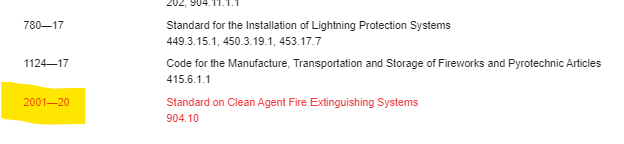 202, 904.11.1.1
780—17 Standard for the Installation of Lightning Protection Systems
449.3.15.1, 450.3.19.1, 453.17.7
1124—17 Code for the Manufacture, Transportation and Storage of Fireworks and Pyrotechnic Articles
415.6.1.1
2001—20 Standard on Clean Agent Fire Extinguishing Systems
904.10